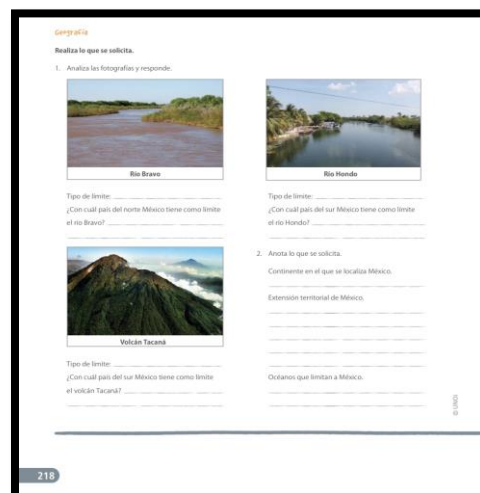 Geografía
Realiza lo que se solicita.
1. Analiza las fotografías y responde.
Río Bravo
Tipo de límite:
¿Con cuál país del norte México tiene como límite
el río Bravo?
Volcán Tacaná
Tipo de límite:
¿Con cuál país del sur México tiene como límite
el volcán Tacaná?
Río Hondo
Tipo de límite:
¿Con cuál país del sur México tiene como límite
el río Hondo?
2. Anota lo que se solicita.
Continente en el que se localiza México.
Extensión territorial de México.
Océanos que limitan a México.
218